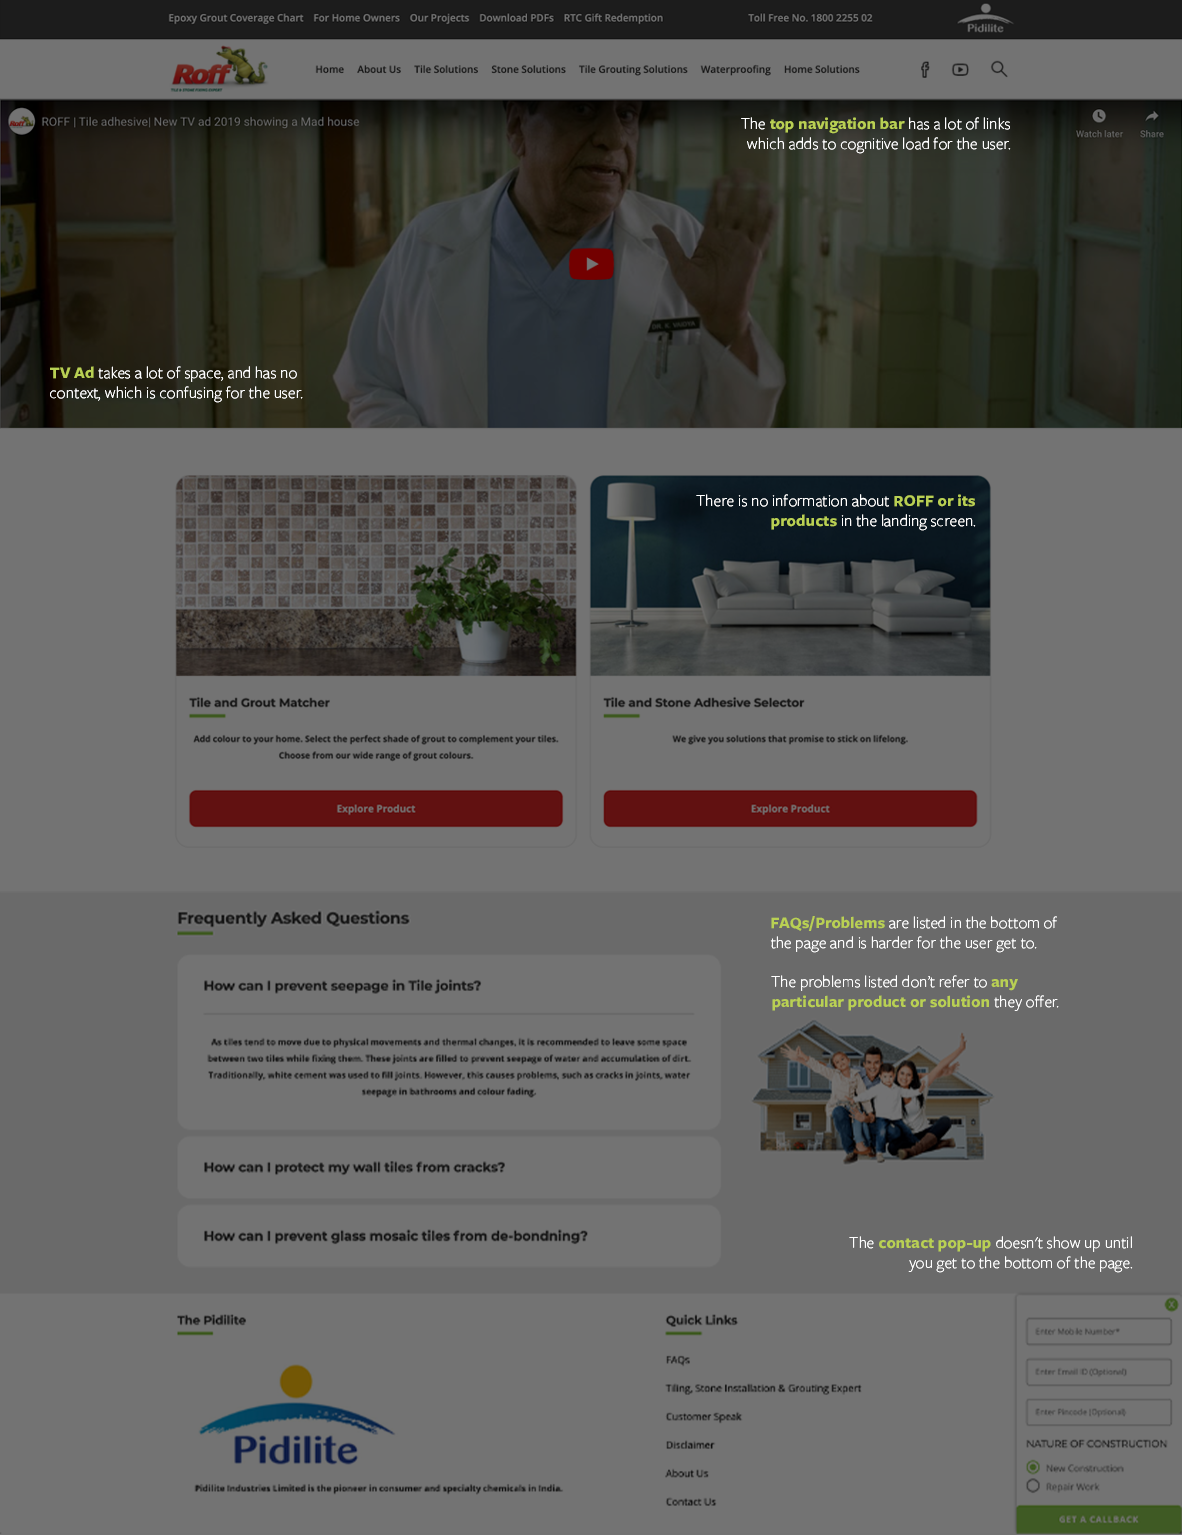 Epoxy Grout Coverage Chart For Home Owners Our Projects Download PDFs RTC Gift Redemption Toll Free No. 1800 2255 02
Pidilite
Roff
TILE & STONE FIXING EXPERT
Home About Us Tile Solutions Stone Solutions Tile Grouting Solutions Waterproofing Home Solutions
ROFF | Tile adhesive| New TV ad 2019 showing a Mad house
Watch later Share
The top navigation bar has a lot of links
which adds to cognitive load for the user.
TV Ad takes a lot of space, and has no
context, which is confusing for the user.
There is no information about ROFF or its
products in the landing screen.
Tile and Grout Matcher
Add colour to your home. Select the perfect shade of grout to complement your tiles.
Choose from our wide range of grout colours.
Explore Product
Tile and Stone Adhesive Selector
We give you solutions that promise to stick on lifelong.
Explore Product
Frequently Asked Questions
How can I prevent seepage in Tile joints?
As tiles tend to move due to physical movements and thermal changes, it is recommended to leave some space
between two tiles while fixing them. These joints are filled to prevent seepage of water and accumulation of dirt.
Traditionally, white cement was used to fill joints. However, this causes problems, such as cracks in joints, water
seepage in bathrooms and colour fading.
How can I protect my wall tiles from cracks?
How can I prevent glass mosaic tiles from de-bondning?
FAQs/Problems are listed in the bottom of
the page and is harder for the user get to.
The problems listed don't refer to any
particular product or solution they offer.
The contact pop-up doesn't show up until
you get to the bottom of the page.
The Pidilite
Pidilite
Pidilite Industries Limited is the pioneer in consumer and specialty chemicals in India.
Quick Links
FAQs
Tiling, Stone Installation & Grouting Expert
Customer Speak
Disclaimer
About Us
Contact Us
X
Enter Mobile Number*
Enter Email ID (Optional)
Enter Pincode (Optional)
NATURE OF CONSTRUCTION
New Construction
Repair Work
GET A CALLBACK